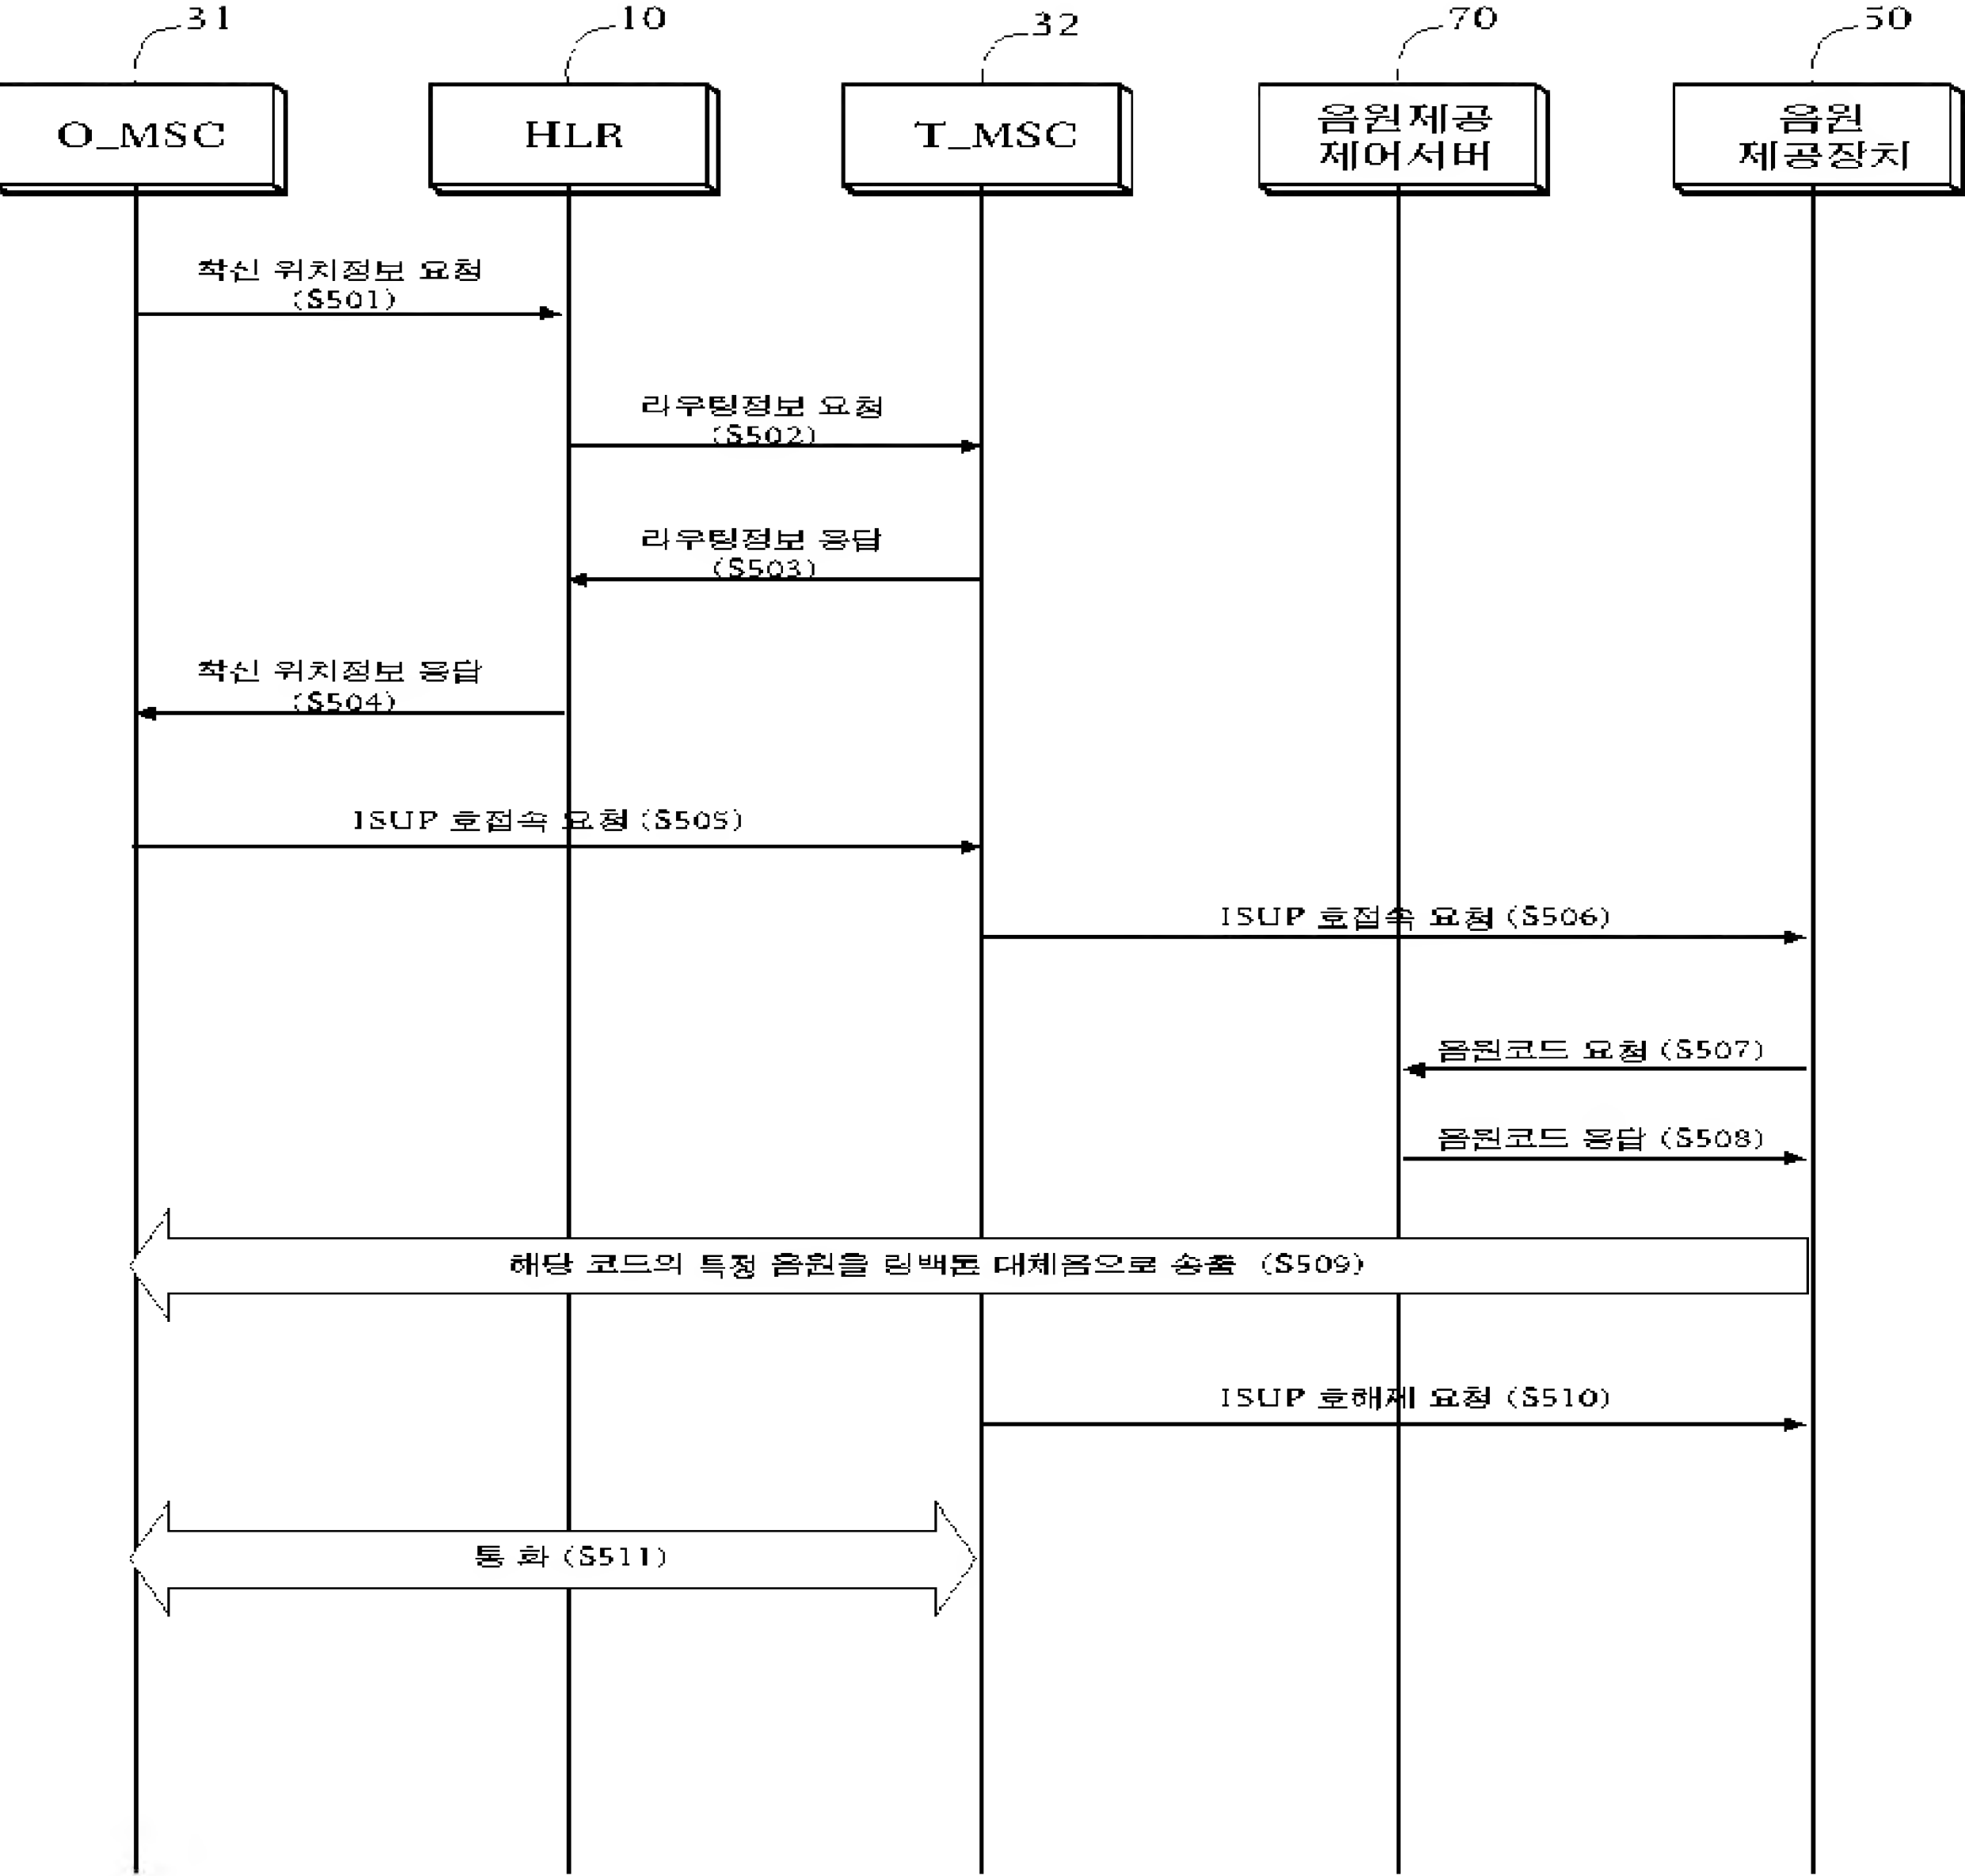 31
10
32
70
50
O_MSC
HLR
T_MSC
음원제공
제어서버
음원
제공장치
착신 위치정보 요청
(S501)
라우팅정보 요청
(S502)
라우팅정보 응답
(S503)
착신 위치정보 응답
(S504)
ISUP 호접속 요청 (S505)
ISUP 호접속 요청 (S506)
음원코드 요청 (S507)
음원코드 응답 (S508)
해당 코드의 특정 음원을 링백톤 대체음으로 송출 (S509)
ISUP 호해제 요청 (S510)
통 화 (S511)